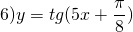 6)y = tg(5x + π/8)